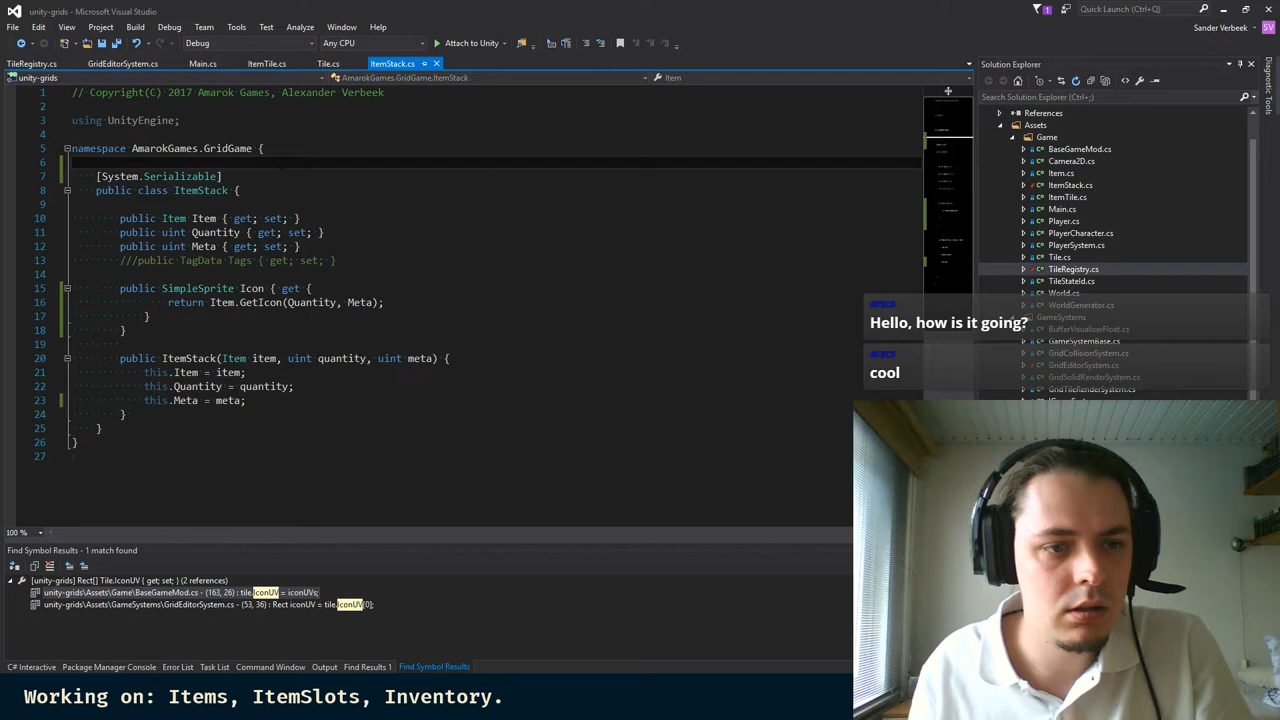 unity-grids - Microsoft Visual Studio
Quick Launch (Ctrl+Q)
File Edit View Project Build Debug Team Tools Test Analyze Window Help
Sander Verbeek SV
Debug Any CPU Attach to Unity
TileRegistry.cs GridEditorSystem.cs Main.cs ItemTile.cs Tile.cs ItemStack.cs
unity-grids AmarokGames.GridGame.ItemStack Item
1 // Copyright(C) 2017 Amarok Games, Alexander Verbeek
2
3 using UnityEngine;
4
5 namespace AmarokGames.GridGame {
6
7 [System.Serializable]
8 public class ItemStack {
9
10 public Item Item { get; set; }
11 public uint Quantity { get; set; }
12 public uint Meta { get; set; }
13 ///public TagData Tags { get; set; }
14
15 public SimpleSprite Icon { get {
16 return Item.GetIcon(Quantity, Meta);
17 }
18 }
19
20 public ItemStack(Item item, uint quantity, uint meta) {
21 this.Item = item;
22 this.Quantity = quantity;
23 this.Meta = meta;
24 }
25 }
26 }
27
100 %
Solution Explorer
Search Solution Explorer (Ctrl+;)
References
Assets
Game
BaseGameMod.cs
Camera2D.cs
Item.cs
ItemStack.cs
ItemTile.cs
Main.cs
Player.cs
PlayerCharacter.cs
PlayerSystem.cs
Tile.cs
TileRegistry.cs
TileStateId.cs
World.cs
WorldGenerator.cs
GameSystems
BufferVisualiserFloat.cs
GameSystemBase.cs
GridCollisionSystem.cs
GridEditorSystem.cs
GridSolidRenderSystem.cs
GridTileRenderSystem.cs
Diagnostic Tools
4F3C5
Hello, how is it going?
4F3C5
cool
Find Symbol Results - 1 match found
[unity-grids] Rect[] Tile.IconUV { get; set; } (2 references)
unity-grids\Assets\Game\BaseGameMod.cs - (163, 26) : tile.IconUV = iconUVs;
unity-grids\Assets\GameSystems\GridEditorSystem.cs - (53, 36) : Rect iconUV = tile.IconUV[0];
C# Interactive Package Manager Console Error List Task List Command Window Output Find Results 1 Find Symbol Results
Working on: Items, ItemSlots, Inventory.